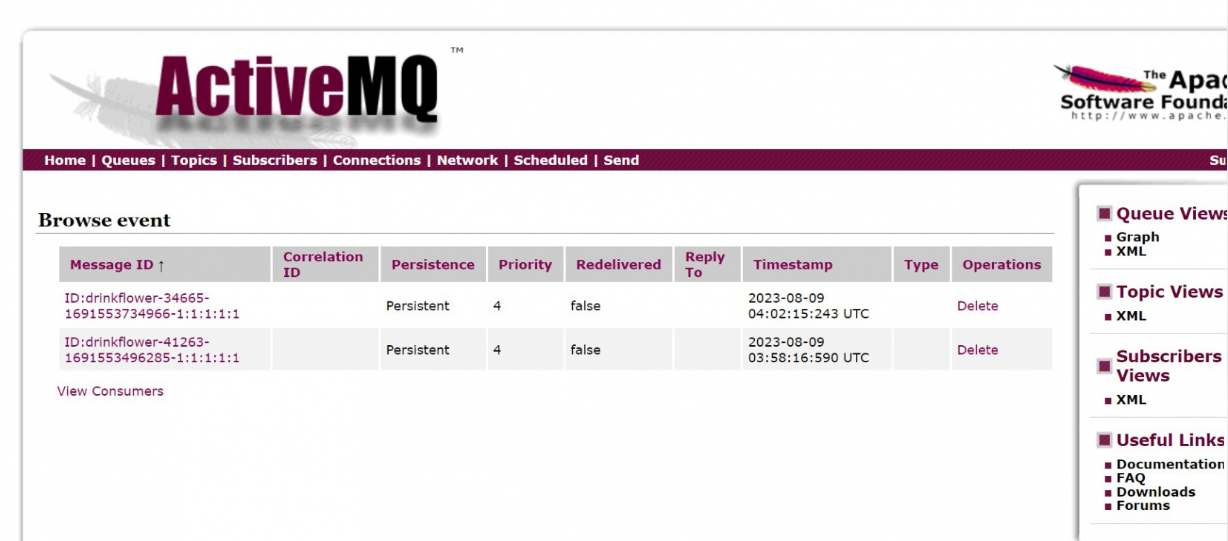 ActiveMQ™
The Apac
Software Founda
http://www.apache.
Home | Queues | Topics | Subscribers | Connections | Network | Scheduled | Send
Su
Browse event
Message ID ↑
Correlation
ID
Persistence
Priority
Redelivered
Reply
To
Timestamp
Type
Operations
ID:drinkflower-34665-
1691553734966-1:1:1:1:1
Persistent
4
false
2023-08-09
04:02:15:243 UTC
Delete
ID:drinkflower-41263-
1691553496285-1:1:1:1:1
Persistent
4
false
2023-08-09
03:58:16:590 UTC
Delete
View Consumers
Queue Views
Graph
XML
Topic Views
XML
Subscribers
Views
XML
Useful Links
Documentation
FAQ
Downloads
Forums